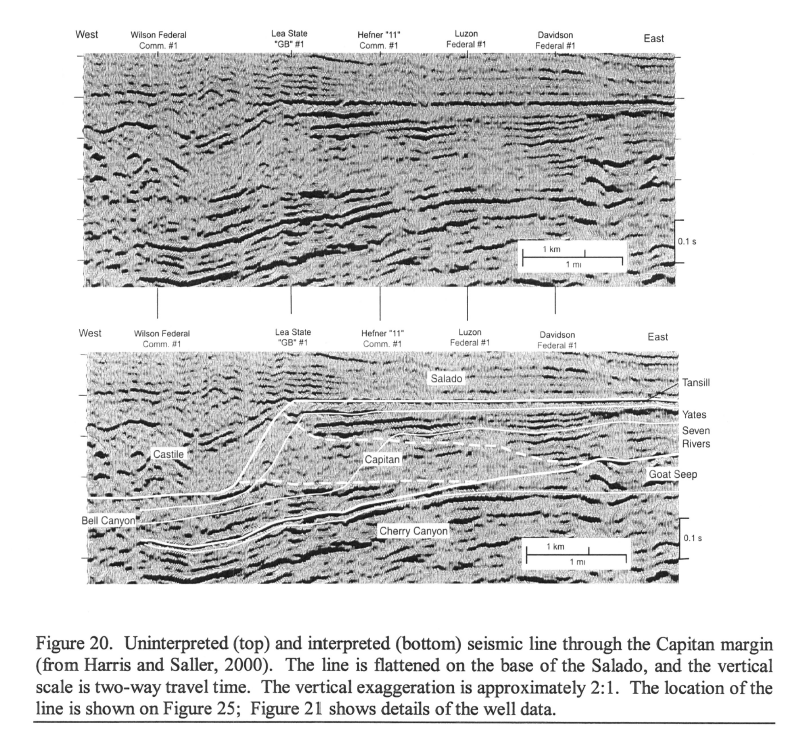 West Wilson Federal Comm. #1 Lea State "GB" #1 Hefner "11" Comm. #1 Luzon Federal #1 Davidson Federal #1 East
1 km
1 mi
0.1 s
West Wilson Federal Comm. #1 Lea State "GB" #1 Hefner "11" Comm. #1 Luzon Federal #1 Davidson Federal #1 East
Salado
Tansill
Yates
Seven
Rivers
Castile
Capitan
Goat Seep
Bell Canyon
Cherry Canyon
1 km
1 mi
0.1 s
Figure 20. Uninterpreted (top) and interpreted (bottom) seismic line through the Capitan margin
(from Harris and Saller, 2000). The line is flattened on the base of the Salado, and the vertical
scale is two-way travel time. The vertical exaggeration is approximately 2:1. The location of the
line is shown on Figure 25; Figure 21 shows details of the well data.